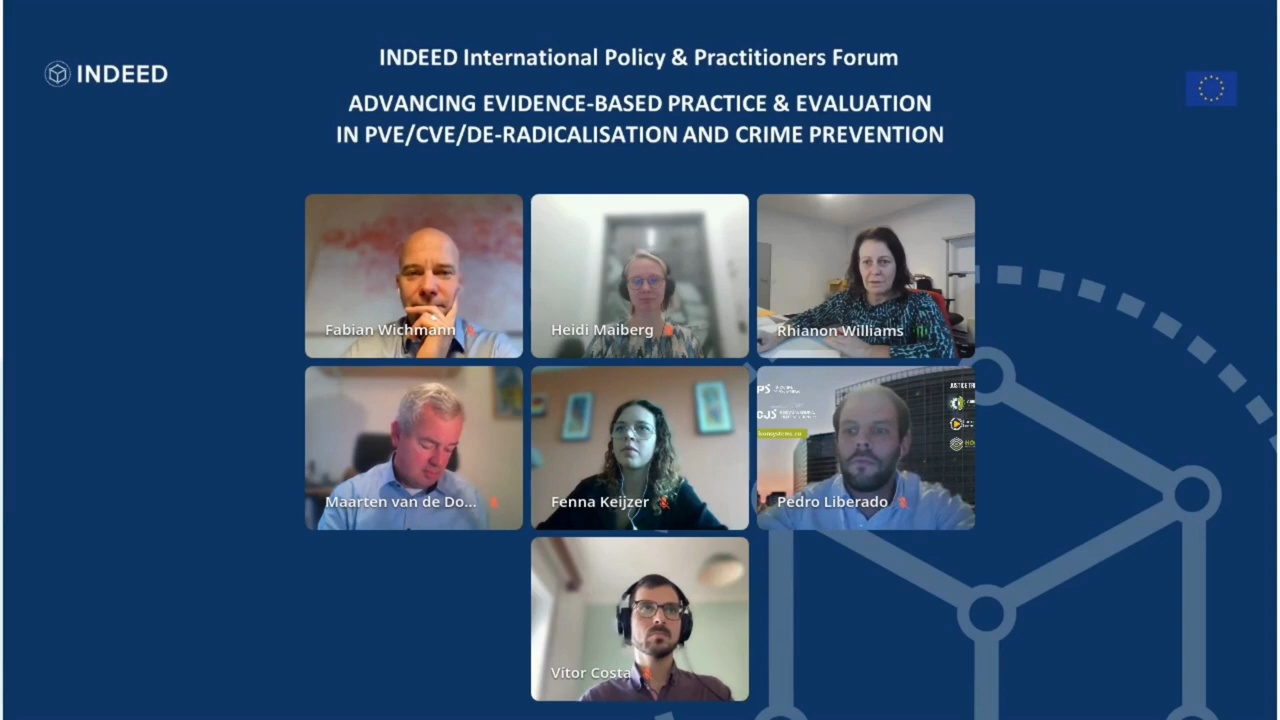 INDEED
INDEED International Policy & Practitioners Forum
ADVANCING EVIDENCE-BASED PRACTICE & EVALUATION
IN PVE/CVE/DE-RADICALISATION AND CRIME PREVENTION
Fabian Wichmann
Heidi Maiberg
Rhianon Williams
Maarten van de Do...
Fenna Keijzer
Pedro Liberado
Vítor Costa